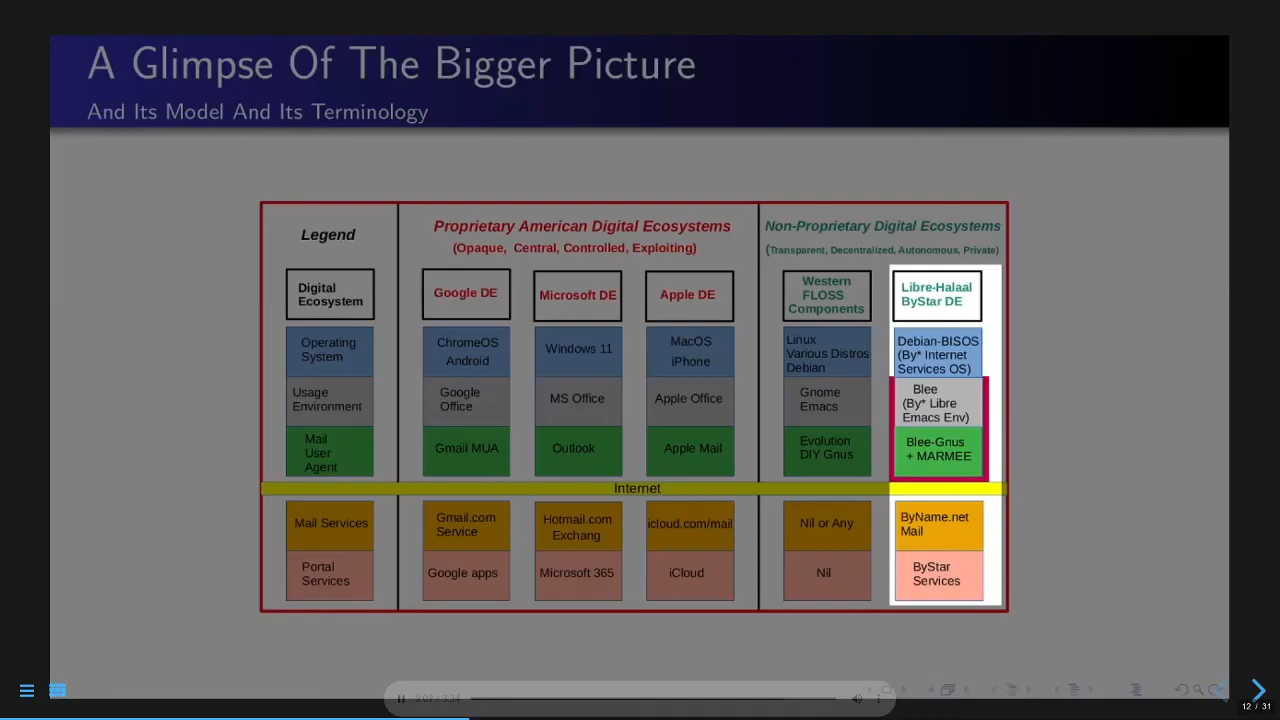 A Glimpse Of The Bigger Picture
And Its Model And Its Terminology
Legend
Proprietary American Digital Ecosystems
(Opaque, Central, Controlled, Exploiting)
Non-Proprietary Digital Ecosystems
(Transparent, Decentralized, Autonomous, Private)
Digital
Ecosystem
Google DE
Microsoft DE
Apple DE
Western
FLOSS
Components
Libre-Halaal
ByStar DE
Operating
System
ChromeOS
Android
Windows 11
MacOS
iPhone
Linux
Various Distros
Debian
Debian-BISOS
(By* Internet
Services OS)
Usage
Environment
Google
Office
MS Office
Apple Office
Gnome
Emacs
Blee
(By* Libre
Emacs Env)
Mail
User
Agent
Gmail MUA
Outlook
Apple Mail
Evolution
DIY Gnus
Blee-Gnus
+ MARMEE
Internet
Mail Services
Gmail.com
Service
Hotmail.com
Exchang
icloud.com/mail
Nil or Any
ByName.net
Mail
Portal
Services
Google apps
Microsoft 365
iCloud
Nil
ByStar
Services
3:02 / 3:34
12 / 31